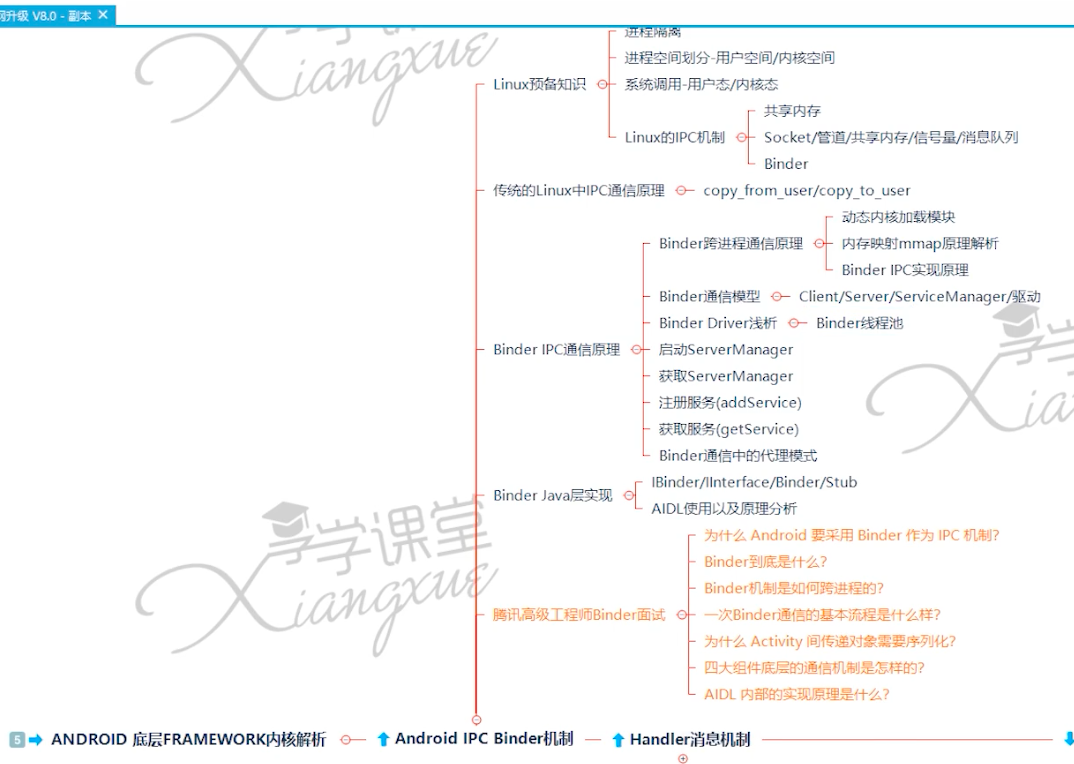 网升级 V8.0 - 副本
进程隔离
进程空间划分-用户空间/内核空间
Linux预备知识
系统调用-用户态/内核态
共享内存
Linux的IPC机制
Socket/管道/共享内存/信号量/消息队列
Binder
传统的Linux中IPC通信原理
copy_from_user/copy_to_user
动态内核加载模块
Binder跨进程通信原理
内存映射mmap原理解析
Binder IPC实现原理
Binder通信模型
Client/Server/ServiceManager/驱动
Binder Driver浅析
Binder线程池
Binder IPC通信原理
启动ServerManager
获取ServerManager
注册服务(addService)
获取服务(getService)
Binder通信中的代理模式
Binder Java层实现
IBinder/IInterface/Binder/Stub
AIDL使用以及原理分析
为什么 Android 要采用 Binder 作为 IPC 机制?
Binder到底是什么?
Binder机制是如何跨进程的?
腾讯高级工程师Binder面试
一次Binder通信的基本流程是什么样?
为什么 Activity 间传递对象需要序列化?
四大组件底层的通信机制是怎样的?
AIDL 内部的实现原理是什么?
5
ANDROID 底层FRAMEWORK内核解析
Android IPC Binder机制
Handler消息机制
享学课堂
Xiangxue
Xiangxue